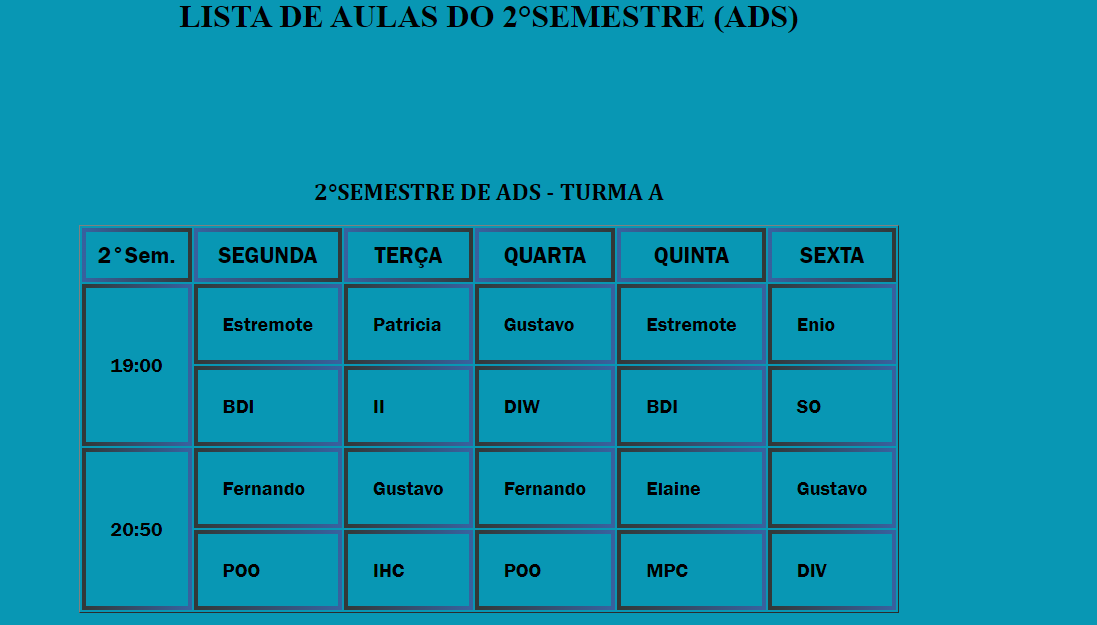 LISTA DE AULAS DO 2°SEMESTRE (ADS)
2°SEMESTRE DE ADS - TURMA A
2°Sem. SEGUNDA TERÇA QUARTA QUINTA SEXTA
19:00
Estremote Patricia Gustavo Estremote Enio
BDI II DIW BDI SO
20:50
Fernando Gustavo Fernando Elaine Gustavo
POO IHC POO MPC DIV